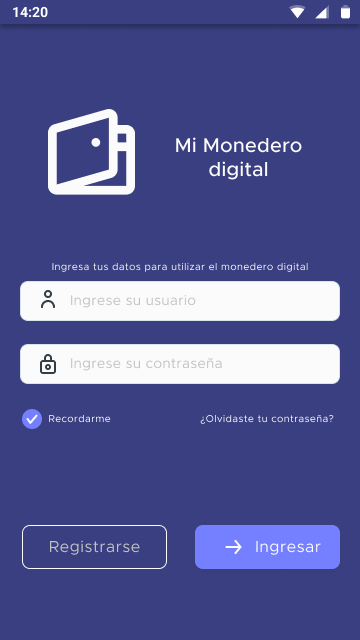 14:20
Mi Monedero
digital
Ingresa tus datos para utilizar el monedero digital
Ingrese su usuario
Ingrese su contraseña
Recordarme
¿Olvidaste tu contraseña?
Registrarse
Ingresar